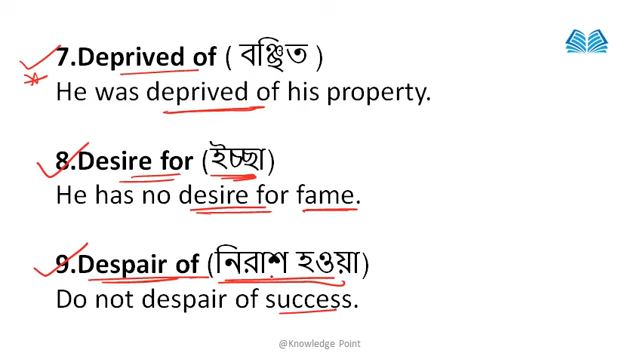 7.Deprived of ( বঞ্চিত )
He was deprived of his property.
8.Desire for (ইচ্ছা)
He has no desire for fame.
9.Despair of (নিরাশ হওয়া)
Do not despair of success.
@Knowledge Point